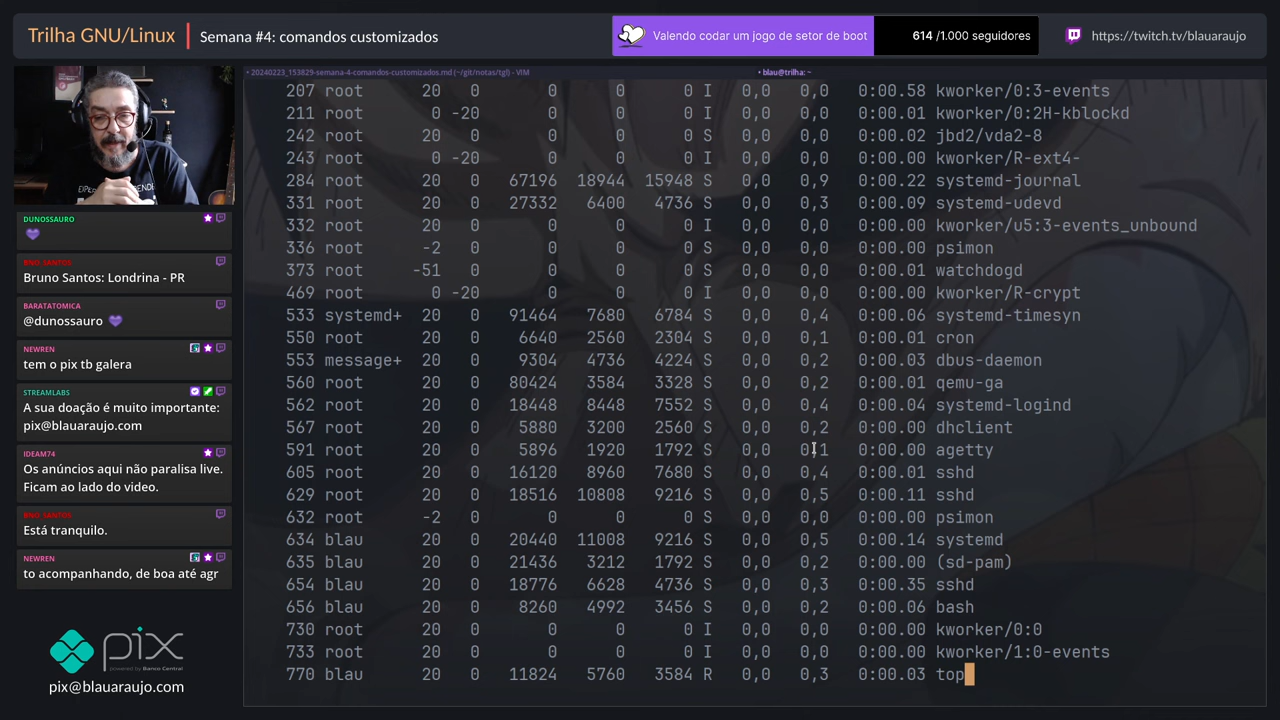 Trilha GNU/Linux
Semana #4: comandos customizados
Valendo codar um jogo de setor de boot
614 /1.000 seguidores
https://twitch.tv/blauaraujo
20240223_153829-semana-4-comandos-customizados.md (~/git/notas/tgl) - VIM
blau@trilha: ~
207 root 20 0 0 0 0 I 0,0 0,0 0:00.58 kworker/0:3-events
211 root 0 -20 0 0 0 I 0,0 0,0 0:00.01 kworker/0:2H-kblockd
242 root 20 0 0 0 0 S 0,0 0,0 0:00.02 jbd2/vda2-8
243 root 0 -20 0 0 0 I 0,0 0,0 0:00.00 kworker/R-ext4-
284 root 20 0 67196 18944 15948 S 0,0 0,9 0:00.22 systemd-journal
331 root 20 0 27332 6400 4736 S 0,0 0,3 0:00.09 systemd-udevd
332 root 20 0 0 0 0 I 0,0 0,0 0:00.00 kworker/u5:3-events_unbound
336 root -2 0 0 0 0 S 0,0 0,0 0:00.00 psimon
373 root -51 0 0 0 0 S 0,0 0,0 0:00.01 watchdogd
469 root 0 -20 0 0 0 I 0,0 0,0 0:00.00 kworker/R-crypt
533 systemd+ 20 0 91464 7680 6784 S 0,0 0,4 0:00.06 systemd-timesyn
550 root 20 0 6640 2560 2304 S 0,0 0,1 0:00.01 cron
553 message+ 20 0 9304 4736 4224 S 0,0 0,2 0:00.03 dbus-daemon
560 root 20 0 80424 3584 3328 S 0,0 0,2 0:00.01 qemu-ga
562 root 20 0 18448 8448 7552 S 0,0 0,4 0:00.04 systemd-logind
567 root 20 0 5880 3200 2560 S 0,0 0,2 0:00.00 dhclient
591 root 20 0 5896 1920 1792 S 0,0 0,1 0:00.00 agetty
605 root 20 0 16120 8960 7680 S 0,0 0,4 0:00.01 sshd
629 root 20 0 18516 10808 9216 S 0,0 0,5 0:00.11 sshd
632 root -2 0 0 0 0 S 0,0 0,0 0:00.00 psimon
634 blau 20 0 20440 11008 9216 S 0,0 0,5 0:00.14 systemd
635 blau 20 0 21436 3212 1792 S 0,0 0,2 0:00.00 (sd-pam)
654 blau 20 0 18776 6628 4736 S 0,0 0,3 0:00.35 sshd
656 blau 20 0 8260 4992 3456 S 0,0 0,2 0:00.06 bash
730 root 20 0 0 0 0 I 0,0 0,0 0:00.00 kworker/0:0
733 root 20 0 0 0 0 I 0,0 0,0 0:00.00 kworker/1:0-events
770 blau 20 0 11824 5760 3584 R 0,0 0,3 0:00.03 top
DUNOSSAURO
BNO_SANTOS
Bruno Santos: Londrina - PR
BARATATOMICA
@dunossauro
NEWREN
tem o pix tb galera
STREAMLABS
A sua doação é muito importante:
pix@blauaraujo.com
IDEAM74
Os anúncios aqui não paralisa live.
Ficam ao lado do video.
BNO_SANTOS
Está tranquilo.
NEWREN
to acompanhando, de boa até agr
pix
powered by Banco Central
pix@blauaraujo.com